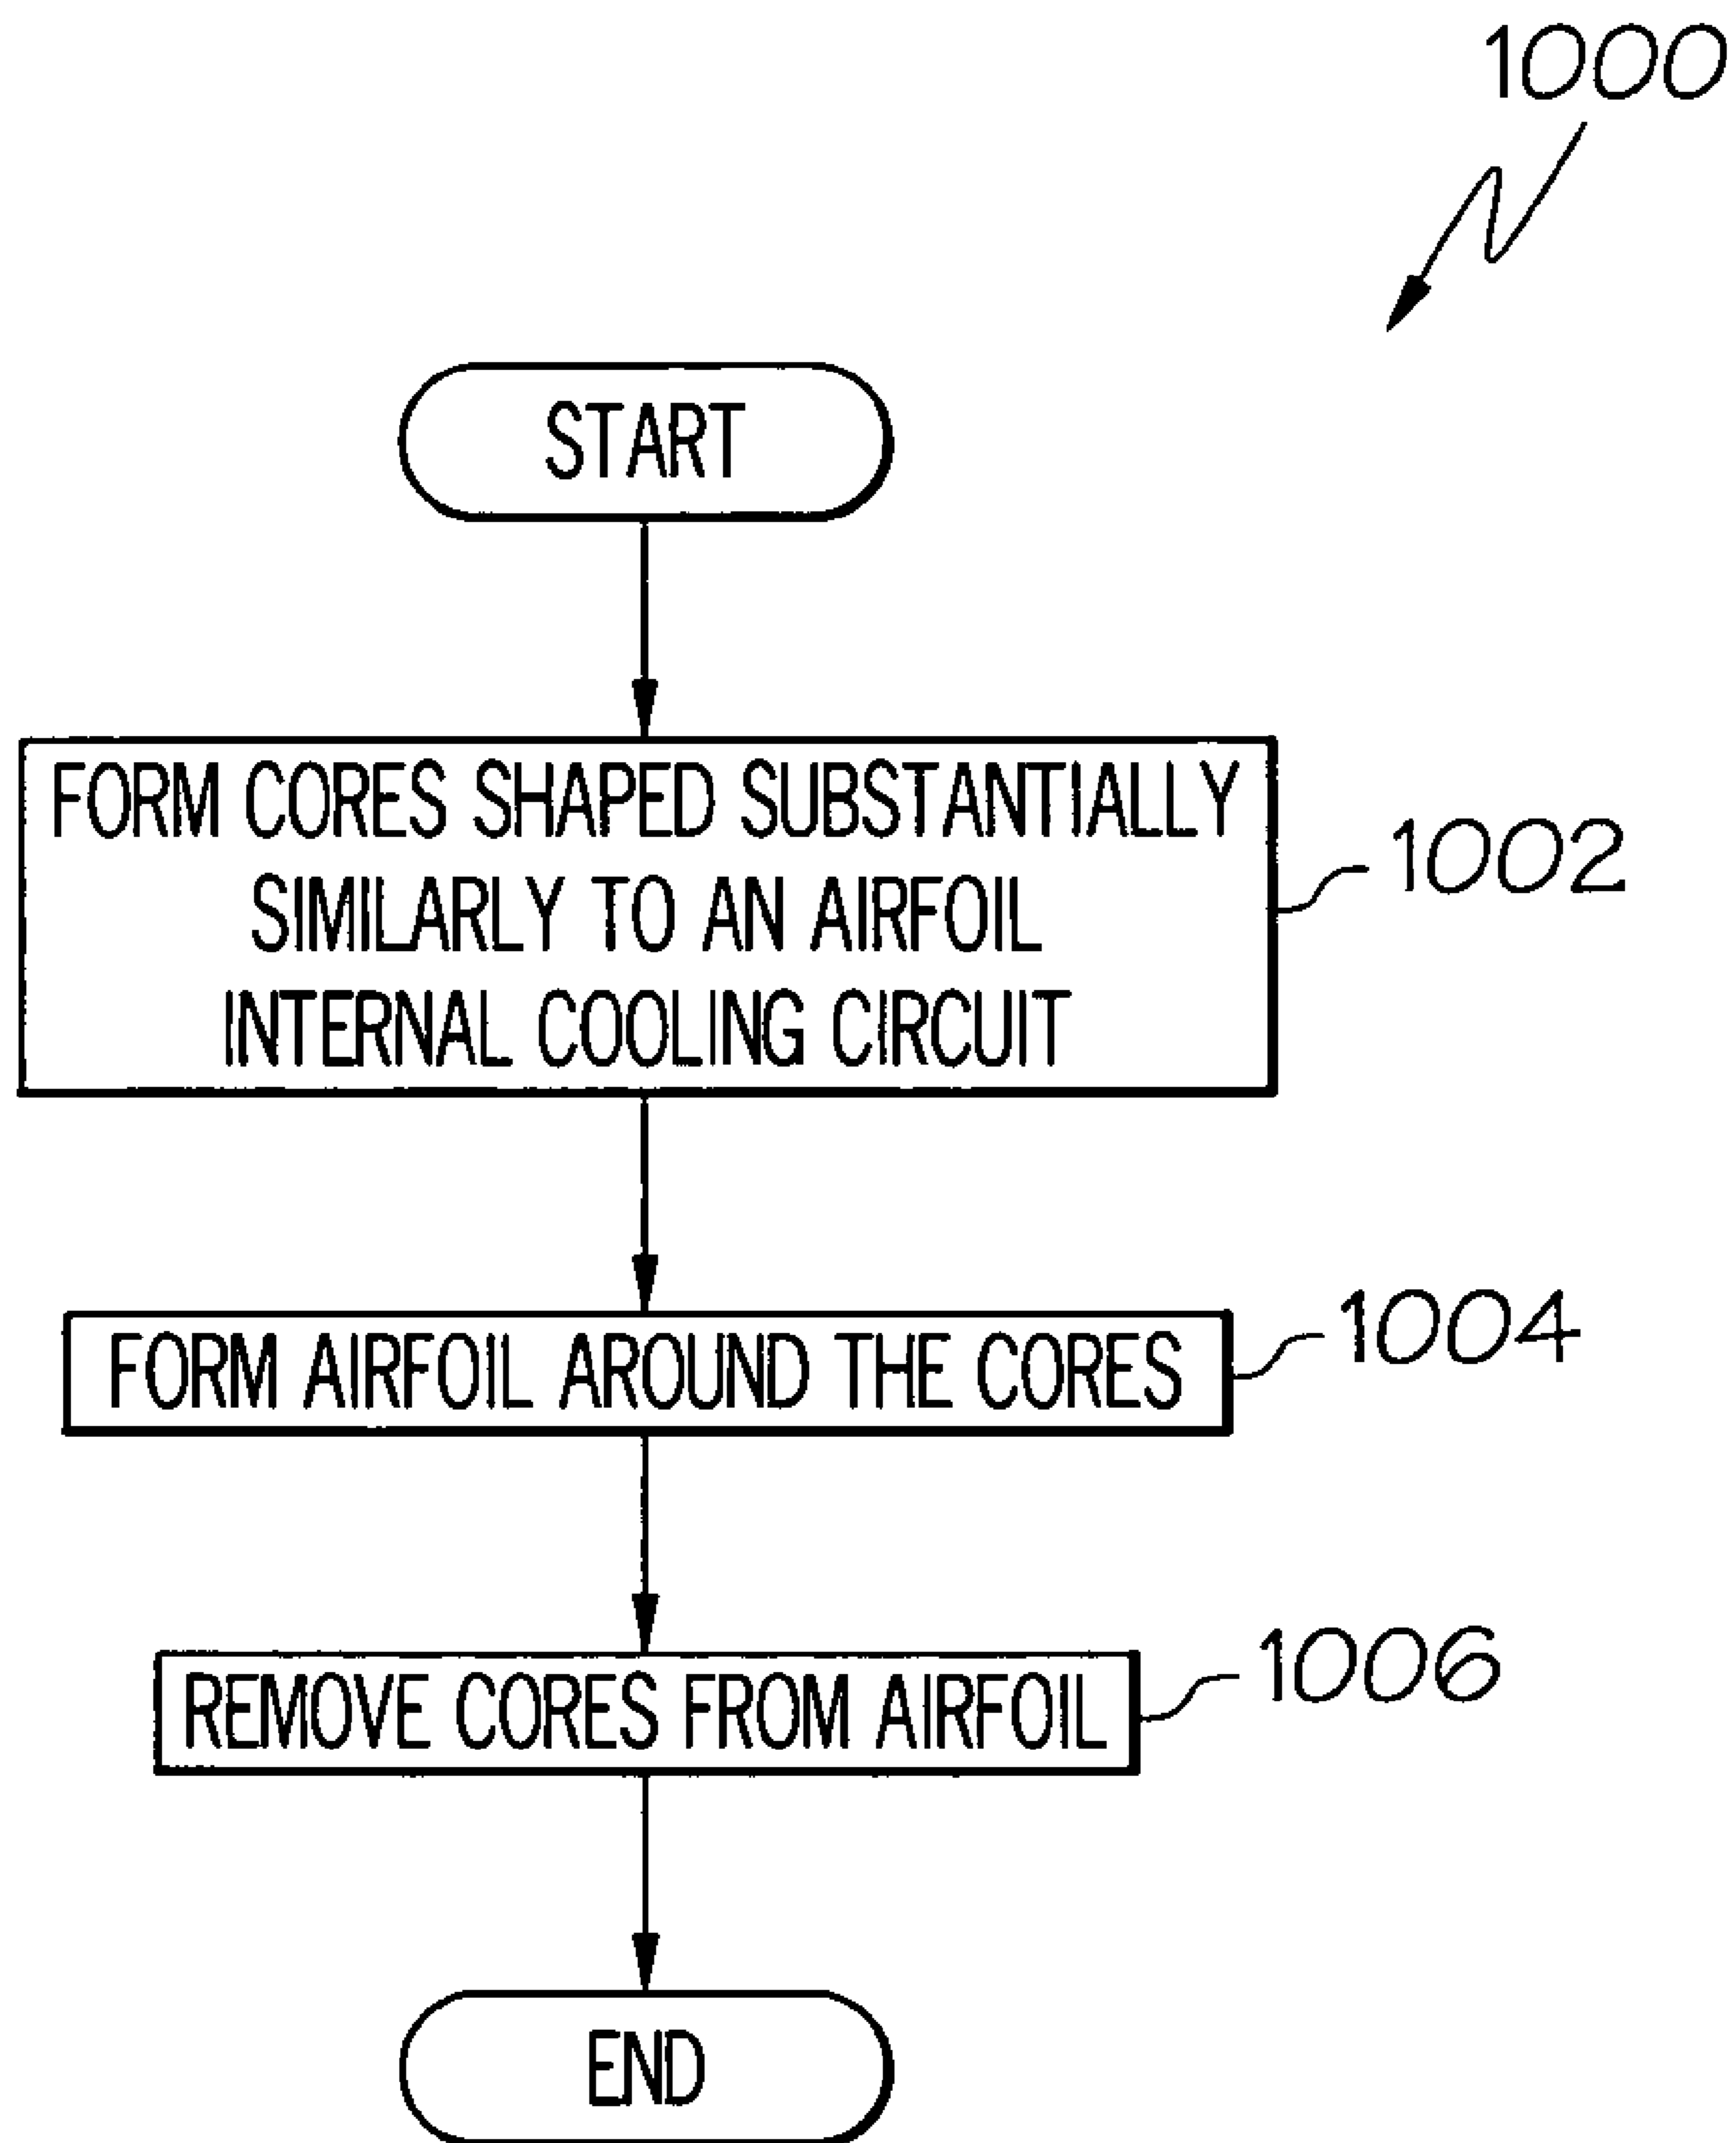 1000
START
FORM CORES SHAPED SUBSTANTIALLY
SIMILARLY TO AN AIRFOIL
INTERNAL COOLING CIRCUIT
1002
FORM AIRFOIL AROUND THE CORES
1004
REMOVE CORES FROM AIRFOIL
1006
END